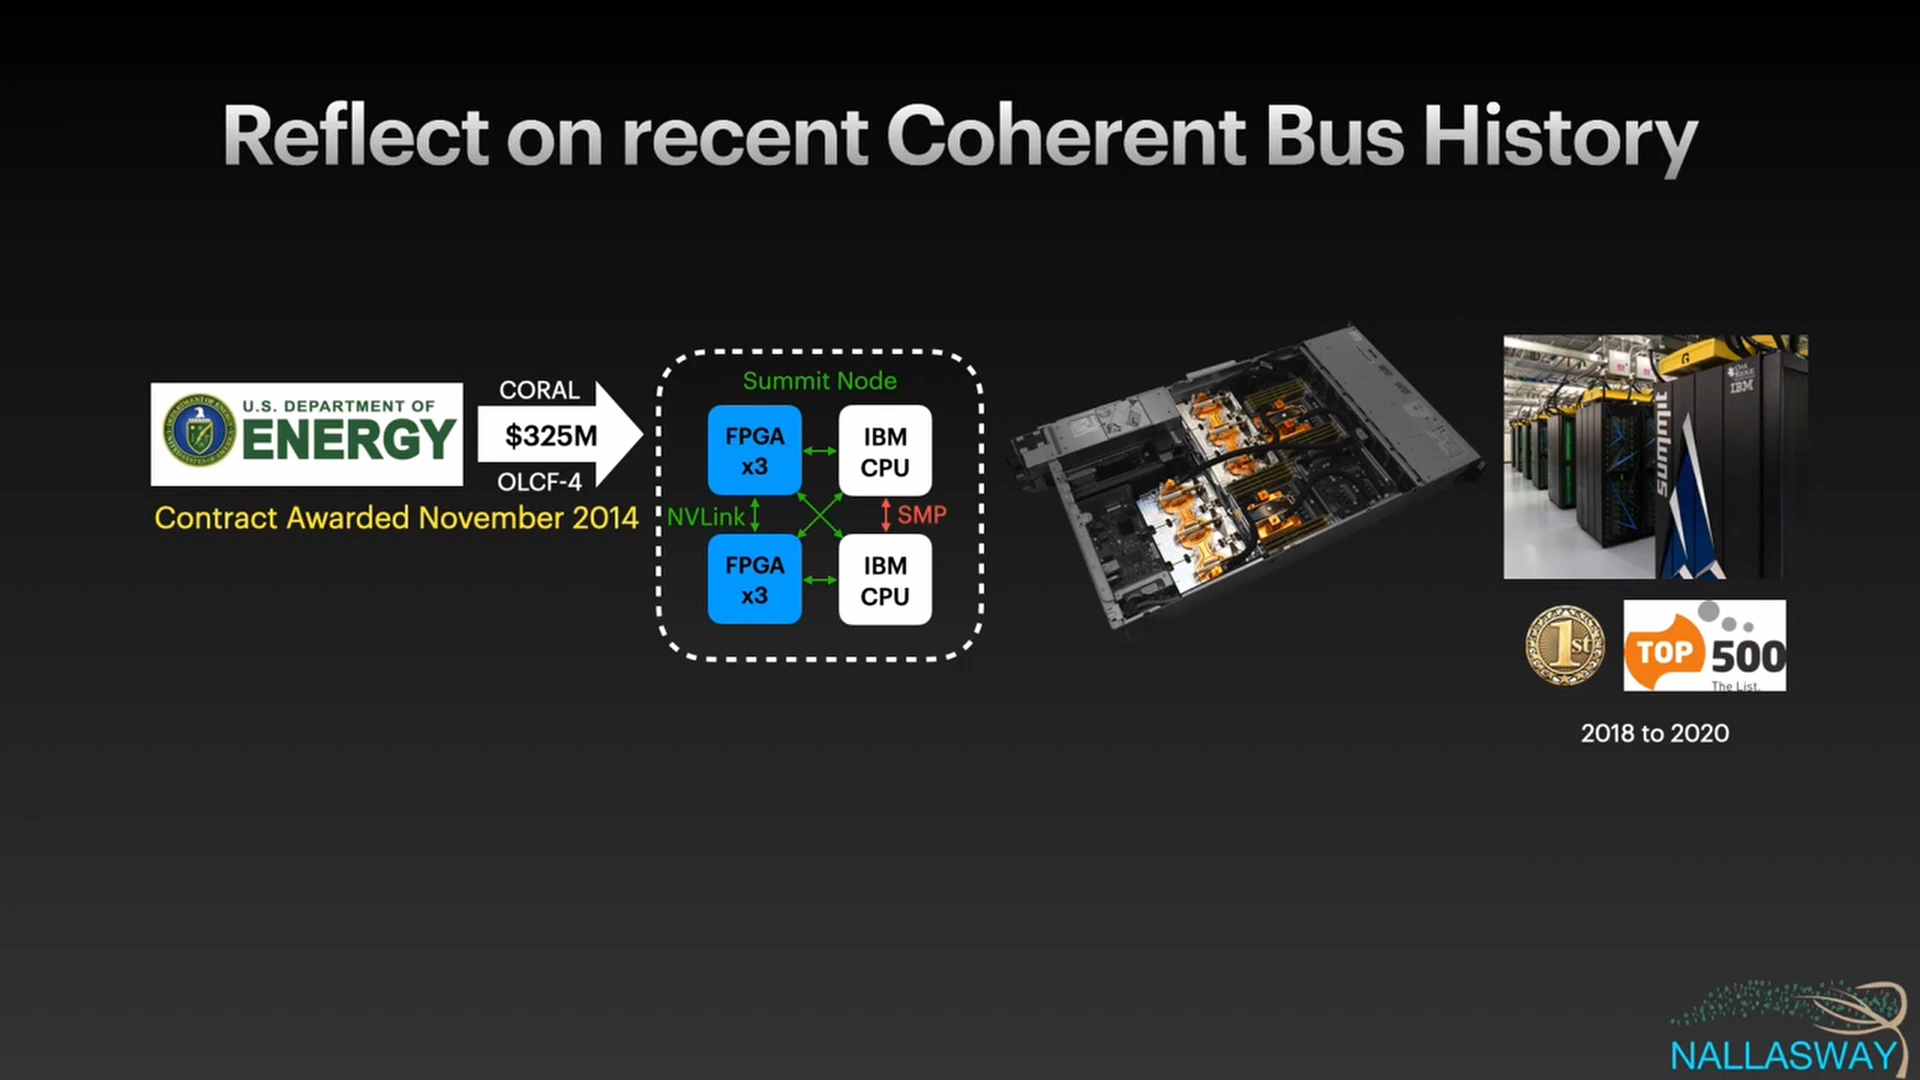 Reflect on recent Coherent Bus History
U.S. DEPARTMENT OF
ENERGY
Contract Awarded November 2014
CORAL
$325M
OLCF-4
Summit Node
FPGA
x3
IBM
CPU
NVLink
SMP
FPGA
x3
IBM
CPU
summit
OAK
RIDGE
IBM
1st
TOP
500
The List.
2018 to 2020
NALLASWAY